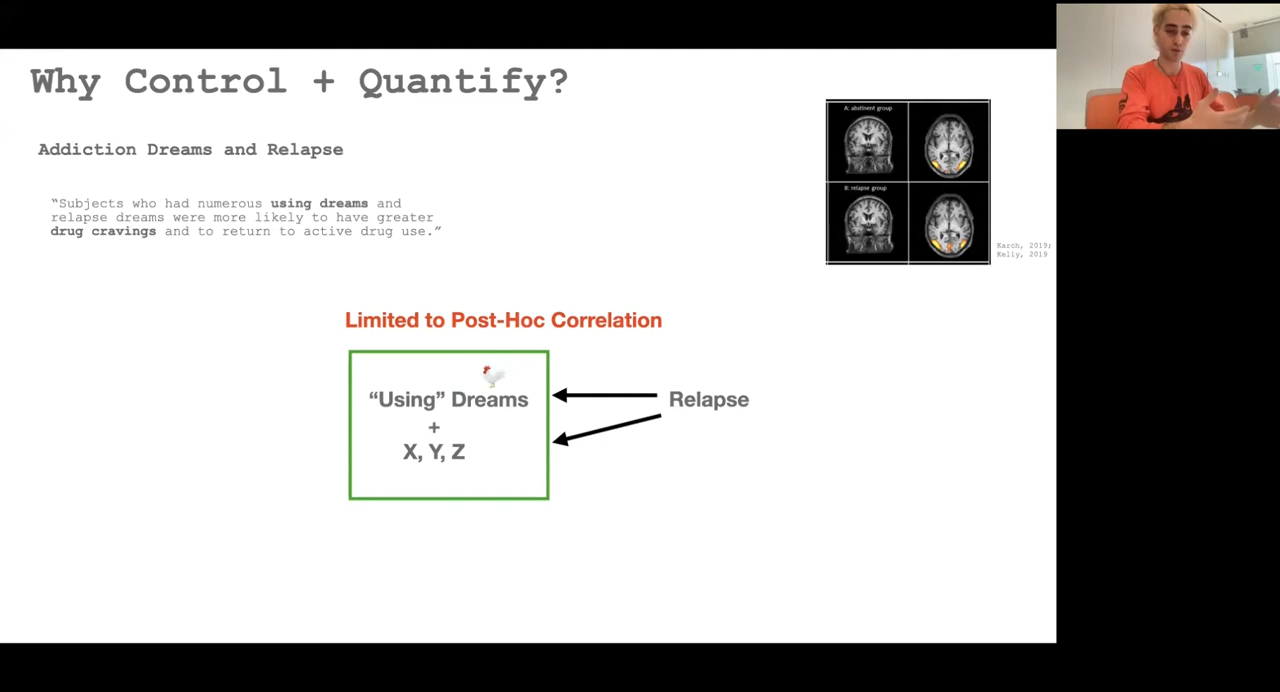 Why Control + Quantify?
Addiction Dreams and Relapse
“Subjects who had numerous using dreams and
relapse dreams were more likely to have greater
drug cravings and to return to active drug use.”
A: abstinent group
B: relapse group
Karch, 2019;
Kelly, 2019
Limited to Post-Hoc Correlation
“Using” Dreams
+
X, Y, Z
Relapse